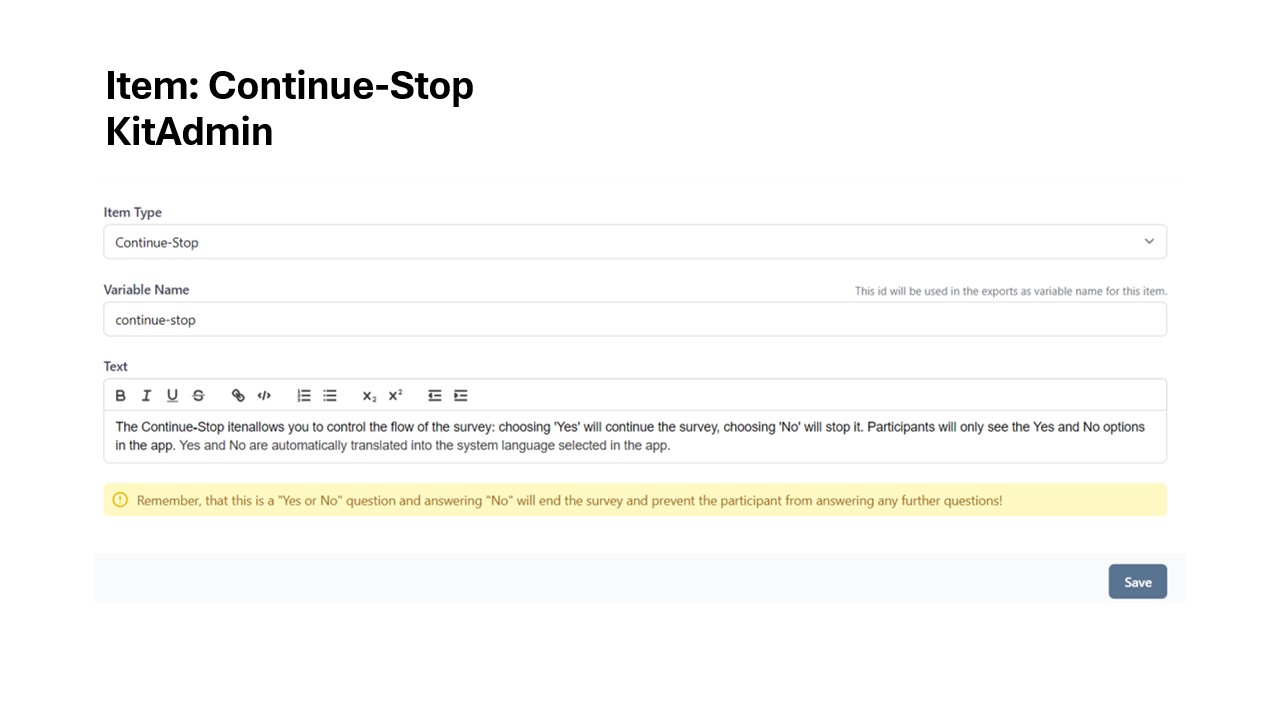 Item: Continue-Stop
KitAdmin
Item Type
Continue-Stop
Variable Name
This id will be used in the exports as variable name for this item.
continue-stop
Text
B I U S </> X₂ X²
The Continue-Stop itenallows you to control the flow of the survey: choosing 'Yes' will continue the survey, choosing 'No' will stop it. Participants will only see the Yes and No options
in the app. Yes and No are automatically translated into the system language selected in the app.
Remember, that this is a "Yes or No" question and answering "No" will end the survey and prevent the participant from answering any further questions!
Save